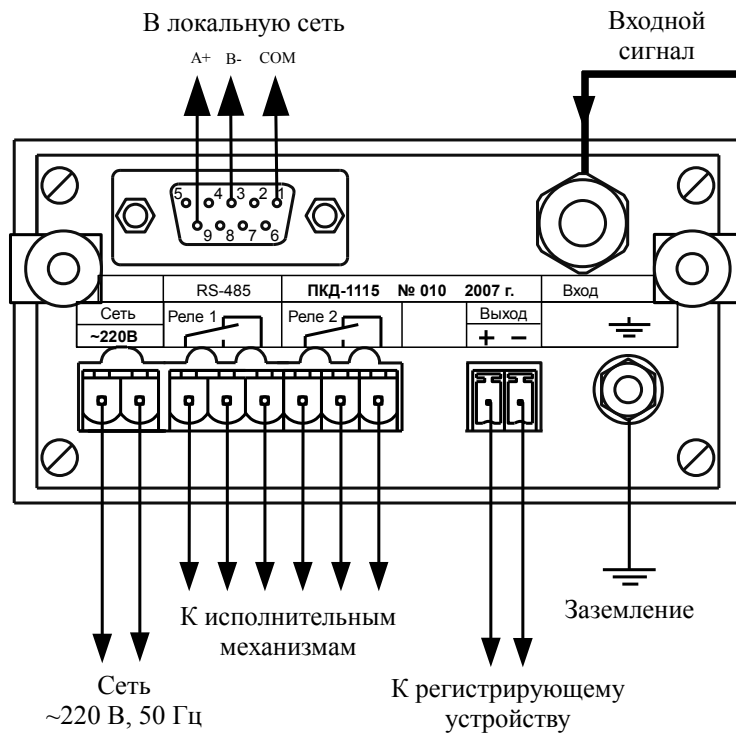 В локальную сеть
Входной
сигнал
A+ B- COM
5 4 3 2 1
9 8 7 6
RS-485 ПКД-1115 № 010 2007 г. Вход
Сеть Реле 1 Реле 2 Выход
~220В + −
К исполнительным
механизмам
Заземление
Сеть
~220 В, 50 Гц
К регистрирующему
устройству